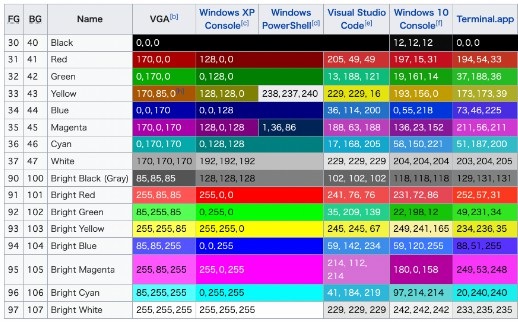 FG BG Name VGA[b] Windows XP Console[c] Windows PowerShell[d] Visual Studio Code[e] Windows 10 Console[f] Terminal.app
30 40 Black 0,0,0 12,12,12 0,0,0
31 41 Red 170,0,0 128,0,0 205, 49, 49 197,15,31 194,54,33
32 42 Green 0,170,0 0,128,0 13, 188, 121 19,161,14 37,188,36
33 43 Yellow 170,85,0 128,128,0 238,237,240 229, 229, 16 193,156,0 173,173,39
34 44 Blue 0,0,170 0,0,128 36, 114, 200 0,55,218 73,46,225
35 45 Magenta 170,0,170 128,0,128 1,36,86 188, 63, 188 136,23,152 211,56,211
36 46 Cyan 0,170,170 0,128,128 17, 168, 205 58,150,221 51,187,200
37 47 White 170,170,170 192,192,192 229, 229, 229 204,204,204 203,204,205
90 100 Bright Black (Gray) 85,85,85 128,128,128 102, 102, 102 118,118,118 129,131,131
91 101 Bright Red 255,85,85 255,0,0 241, 76, 76 231,72,86 252,57,31
92 102 Bright Green 85,255,85 0,255,0 35, 209, 139 22,198,12 49,231,34
93 103 Bright Yellow 255,255,85 255,255,0 245, 245, 67 249,241,165 234,236,35
94 104 Bright Blue 85,85,255 0,0,255 59, 142, 234 59,120,255 88,51,255
95 105 Bright Magenta 255,85,255 255,0,255 214, 112, 214 180,0,158 249,53,248
96 106 Bright Cyan 85,255,255 0,255,255 41, 184, 219 97,214,214 20,240,240
97 107 Bright White 255,255,255 255,255,255 229, 229, 229 242,242,242 233,235,235